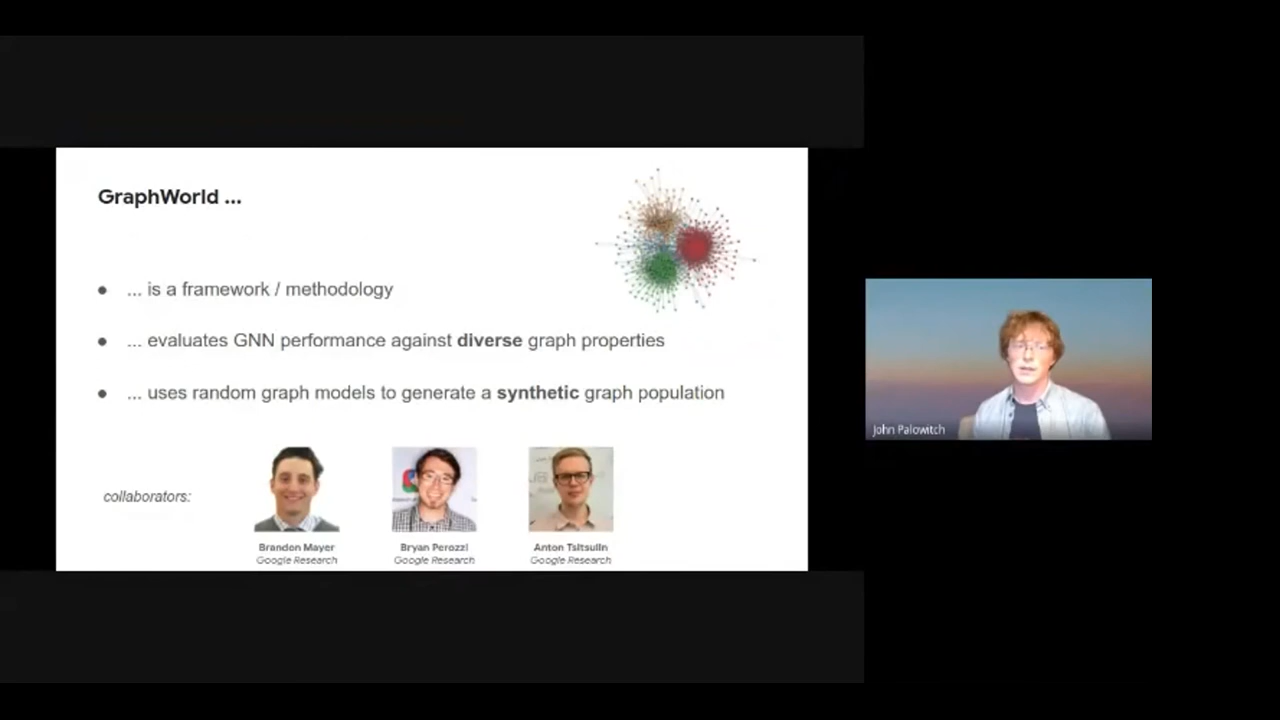 GraphWorld ...
... is a framework / methodology
... evaluates GNN performance against diverse graph properties
... uses random graph models to generate a synthetic graph population
collaborators:
Brandon Mayer
Google Research
Bryan Perozzi
Google Research
Anton Tsitsulin
Google Research
John Palowitch